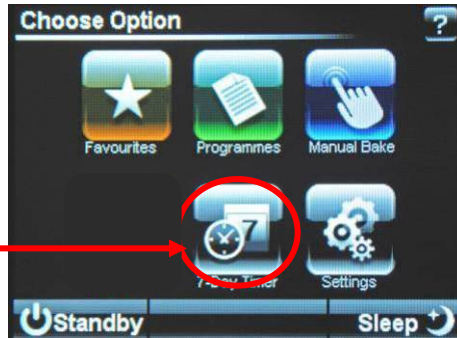 Choose Option
?
Favourites Programmes Manual Bake
7
7-Day Timer Settings
Standby Sleep